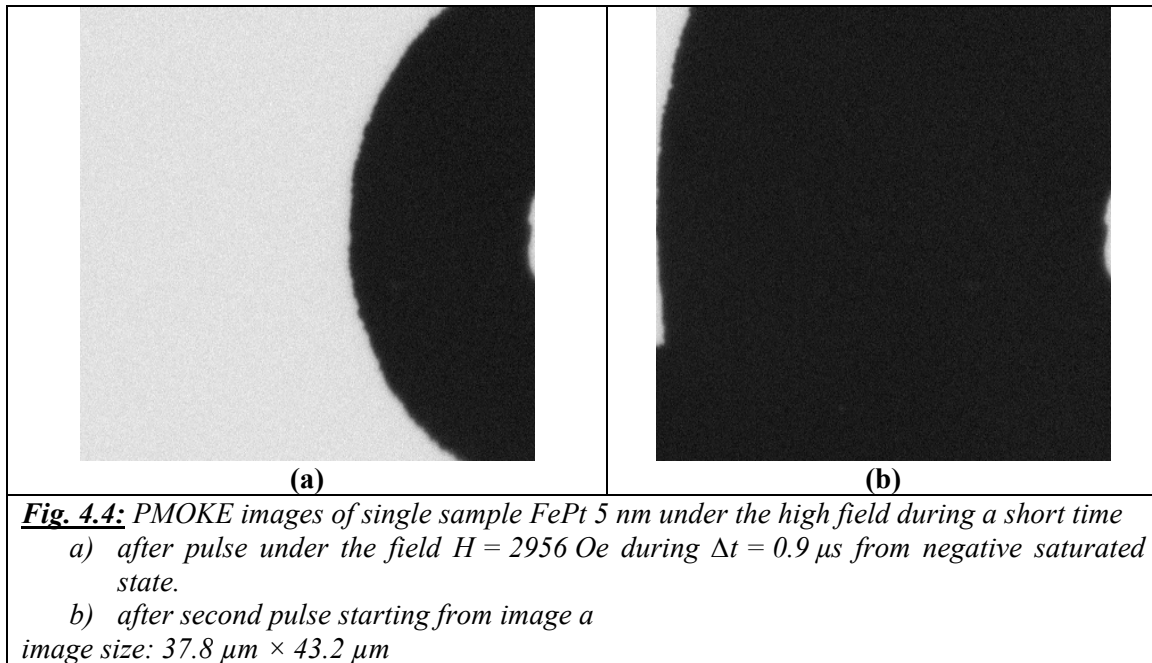 (a)
(b)
Fig. 4.4: PMOKE images of single sample FePt 5 nm under the high field during a short time
a) after pulse under the field H = 2956 Oe during Δt = 0.9 µs from negative saturated
state.
b) after second pulse starting from image a
image size: 37.8 µm × 43.2 µm